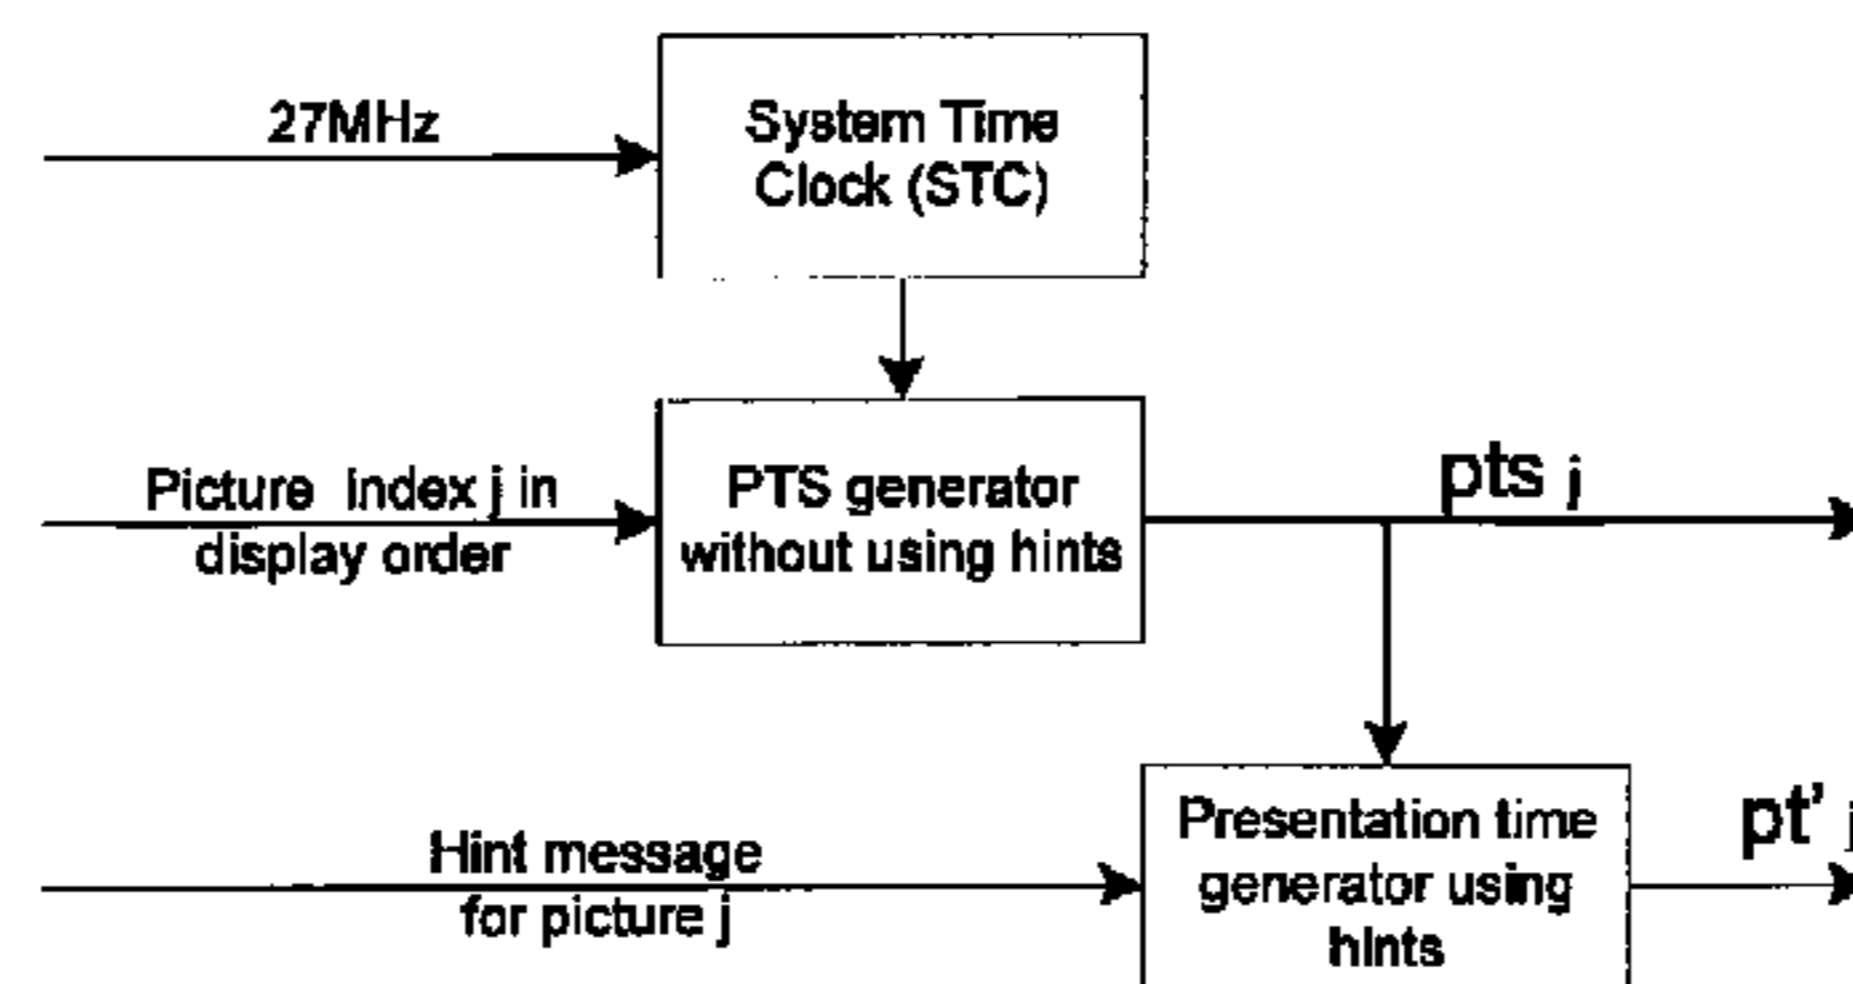 27MHz
System Time
Clock (STC)
Picture Index j in
display order
PTS generator
without using hints
pts j
Hint message
for picture j
Presentation time
generator using
hints
pt' j